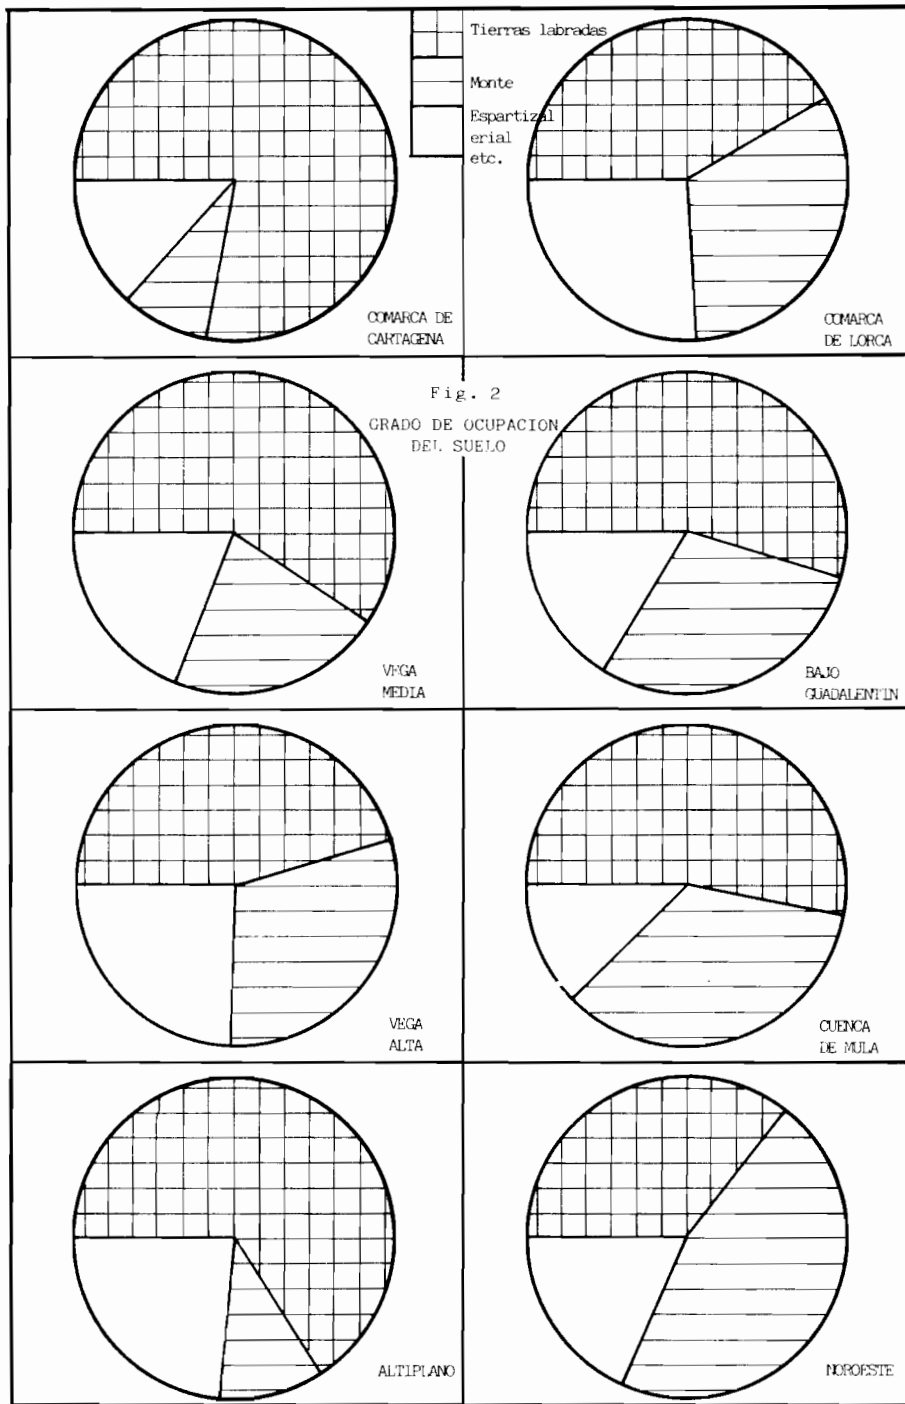 Tierras labradas
Monte
Espartizal
erial
etc.
COMARCA DE
CARTAGENA
COMARCA
DE LORCA
Fig. 2
GRADO DE OCUPACION
DEL SUELO
VEGA
MEDIA
BAJO
GUADALENTIN
VEGA
ALTA
CUENCA
DE MULA
ALTIPLANO
NOROESTE